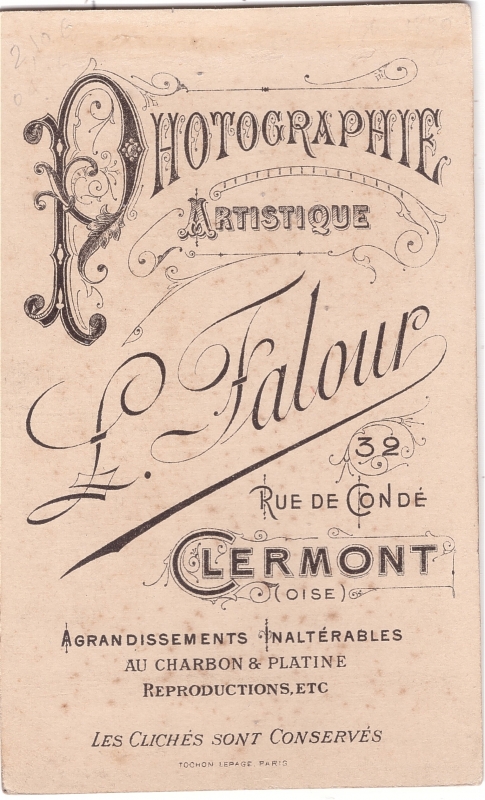 PHOTOGRAPHIE
ARTISTIQUE
L. Falour
32
RUE DE CONDÉ
CLERMONT
(OISE)
AGRANDISSEMENTS INALTÉRABLES
AU CHARBON & PLATINE
REPRODUCTIONS, ETC
LES CLICHÉS SONT CONSERVÉS
TOCHON LEPAGE, PARIS